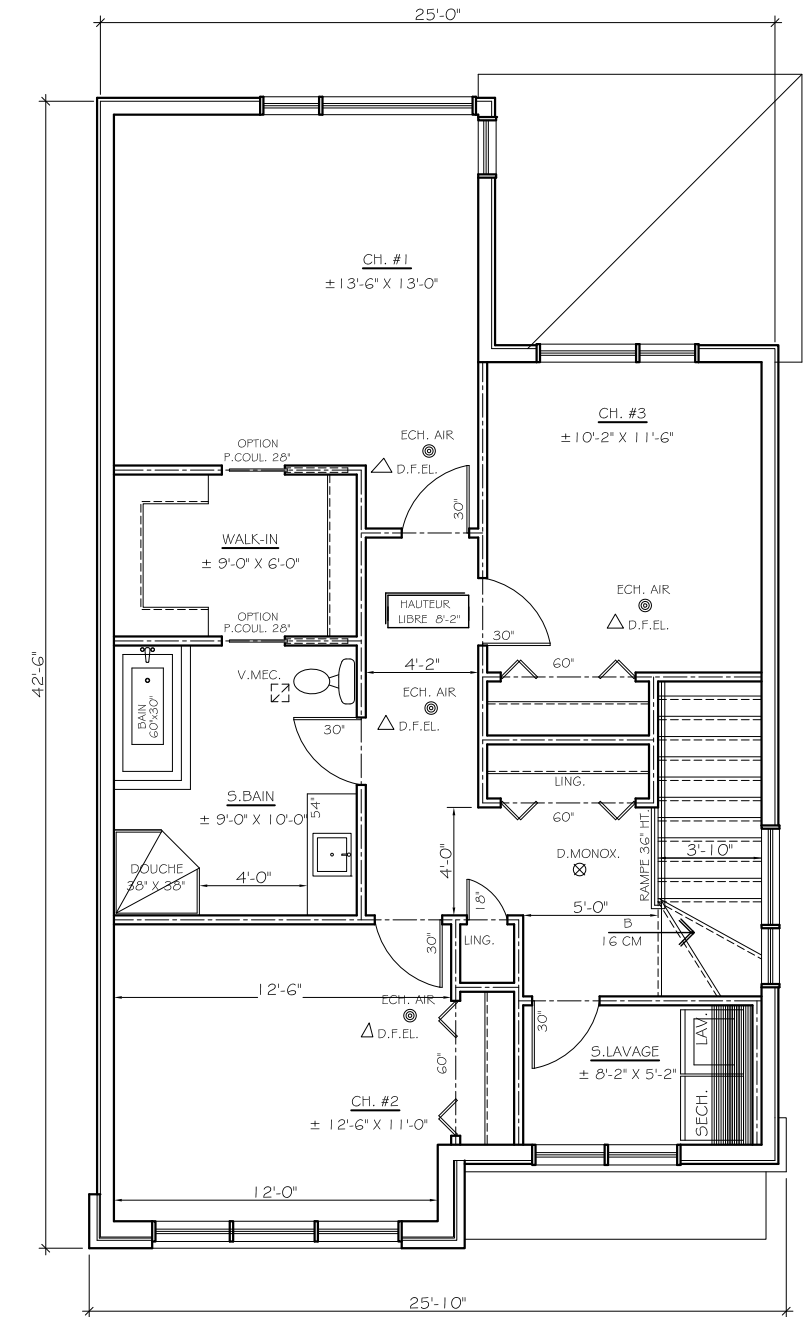 25'-0"
CH. #1
±13'-6" X 13'-0"
CH. #3
±10'-2" X 11'-6"
ECH. AIR
D.F.EL.
OPTION
P.COUL. 28"
30"
WALK-IN
± 9'-0" X 6'-0"
ECH. AIR
D.F.EL.
HAUTEUR
LIBRE 8'-2"
OPTION
P.COUL. 28"
30"
42'-6"
4'-2"
60"
V.MEC.
ECH. AIR
D.F.EL.
BAIN
60"x30"
30"
LING.
S.BAIN
± 9'-0" X 10'-0"
54"
60"
RAMPE 36" HT
3'-10"
D.MONOX.
4'-0"
DOUCHE
38" X 38"
4'-0"
18"
5'-0"
B
16 CM
30"
LING.
12'-6"
ECH. AIR
D.F.EL.
30"
LAV.
60"
S.LAVAGE
± 8'-2" X 5'-2"
SECH.
CH. #2
± 12'-6" X 11'-0"
12'-0"
25'-10"